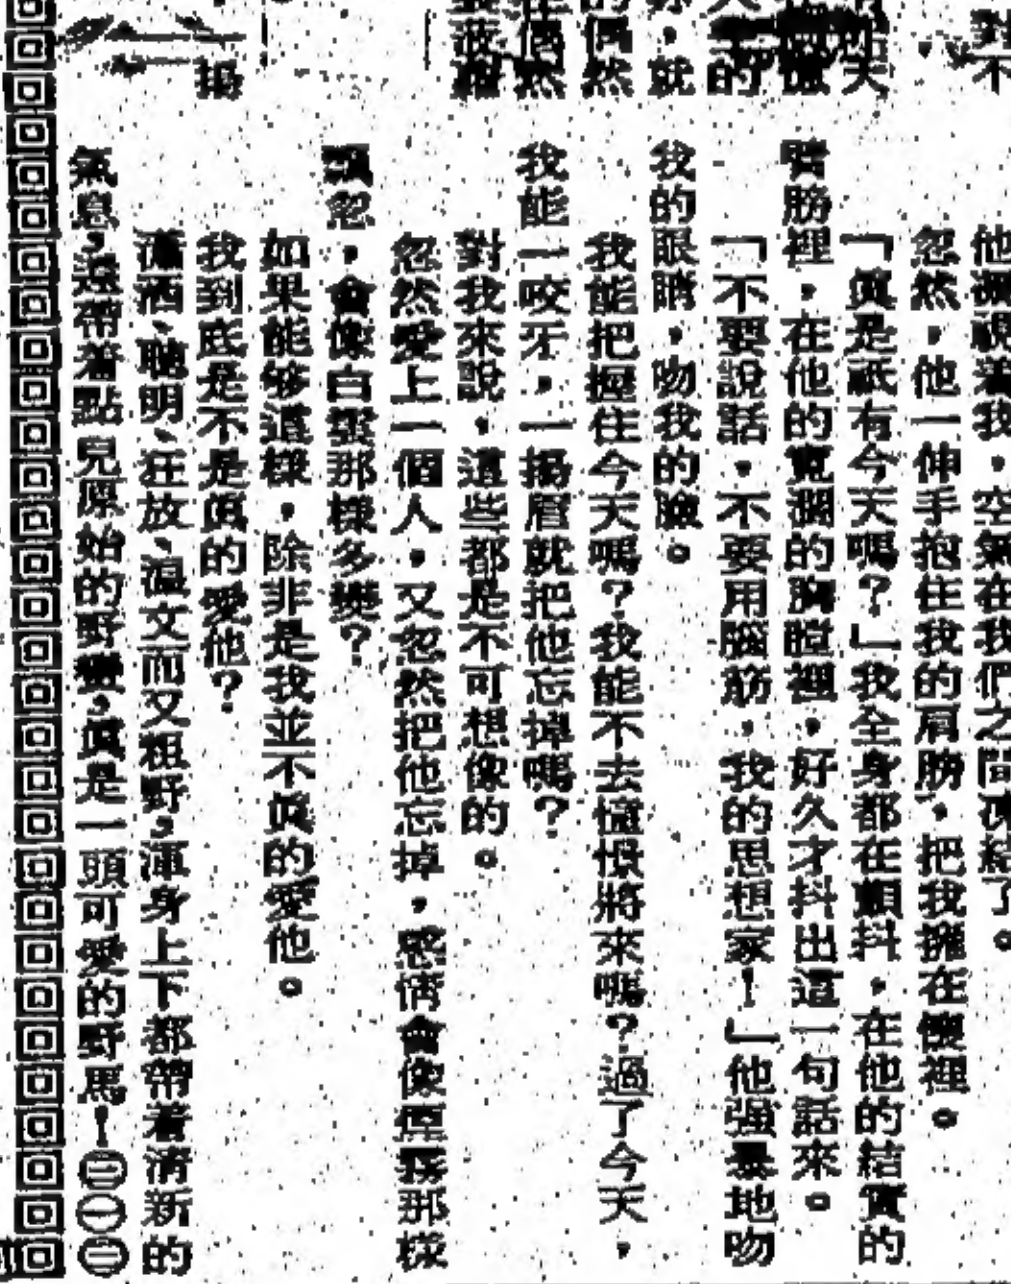 他凝視着我，空氣在我們之間凍結了。
忽然，他一伸手抱住我的肩膀，把我擁在懷裡。
「眞是祇有今天嗎？」我全身都在顫抖，在他的結實的
臂膀裡，在他的寬濶的胸膛裡，好久才抖出這一句話來。
「不要說話，不要用腦筋，我的思想家！」他強暴地吻
我的眼睛，吻我的臉。
我能把握住今天嗎？我能不去憧憬將來嗎？過了今天，
我能一咬牙，一揚眉就把他忘掉嗎？
對我來說，這些都是不可想像的。
忽然愛上一個人，又忽然把他忘掉，感情會像晨霧那樣
飄忽，會像白雲那樣多變？
如果能够這樣，除非是我並不眞的愛他。
我到底是不是眞的愛他？
瀟洒、聰明、狂放、溫文而又粗野，渾身上下都帶着清新的
氣息，還帶着點兒原始的野蠻，眞是一頭可愛的野馬！㊂㊀㊁